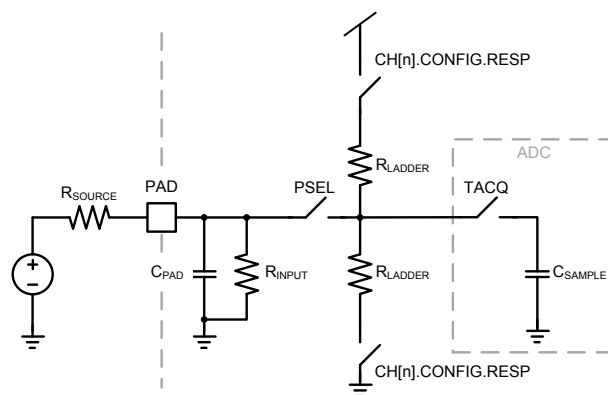 CH[n].CONFIG.RESP
ADC
RLADDER
RSOURCE
PAD
PSEL
TACQ
CPAD
RINPUT
RLADDER
CSAMPLE
CH[n].CONFIG.RESP